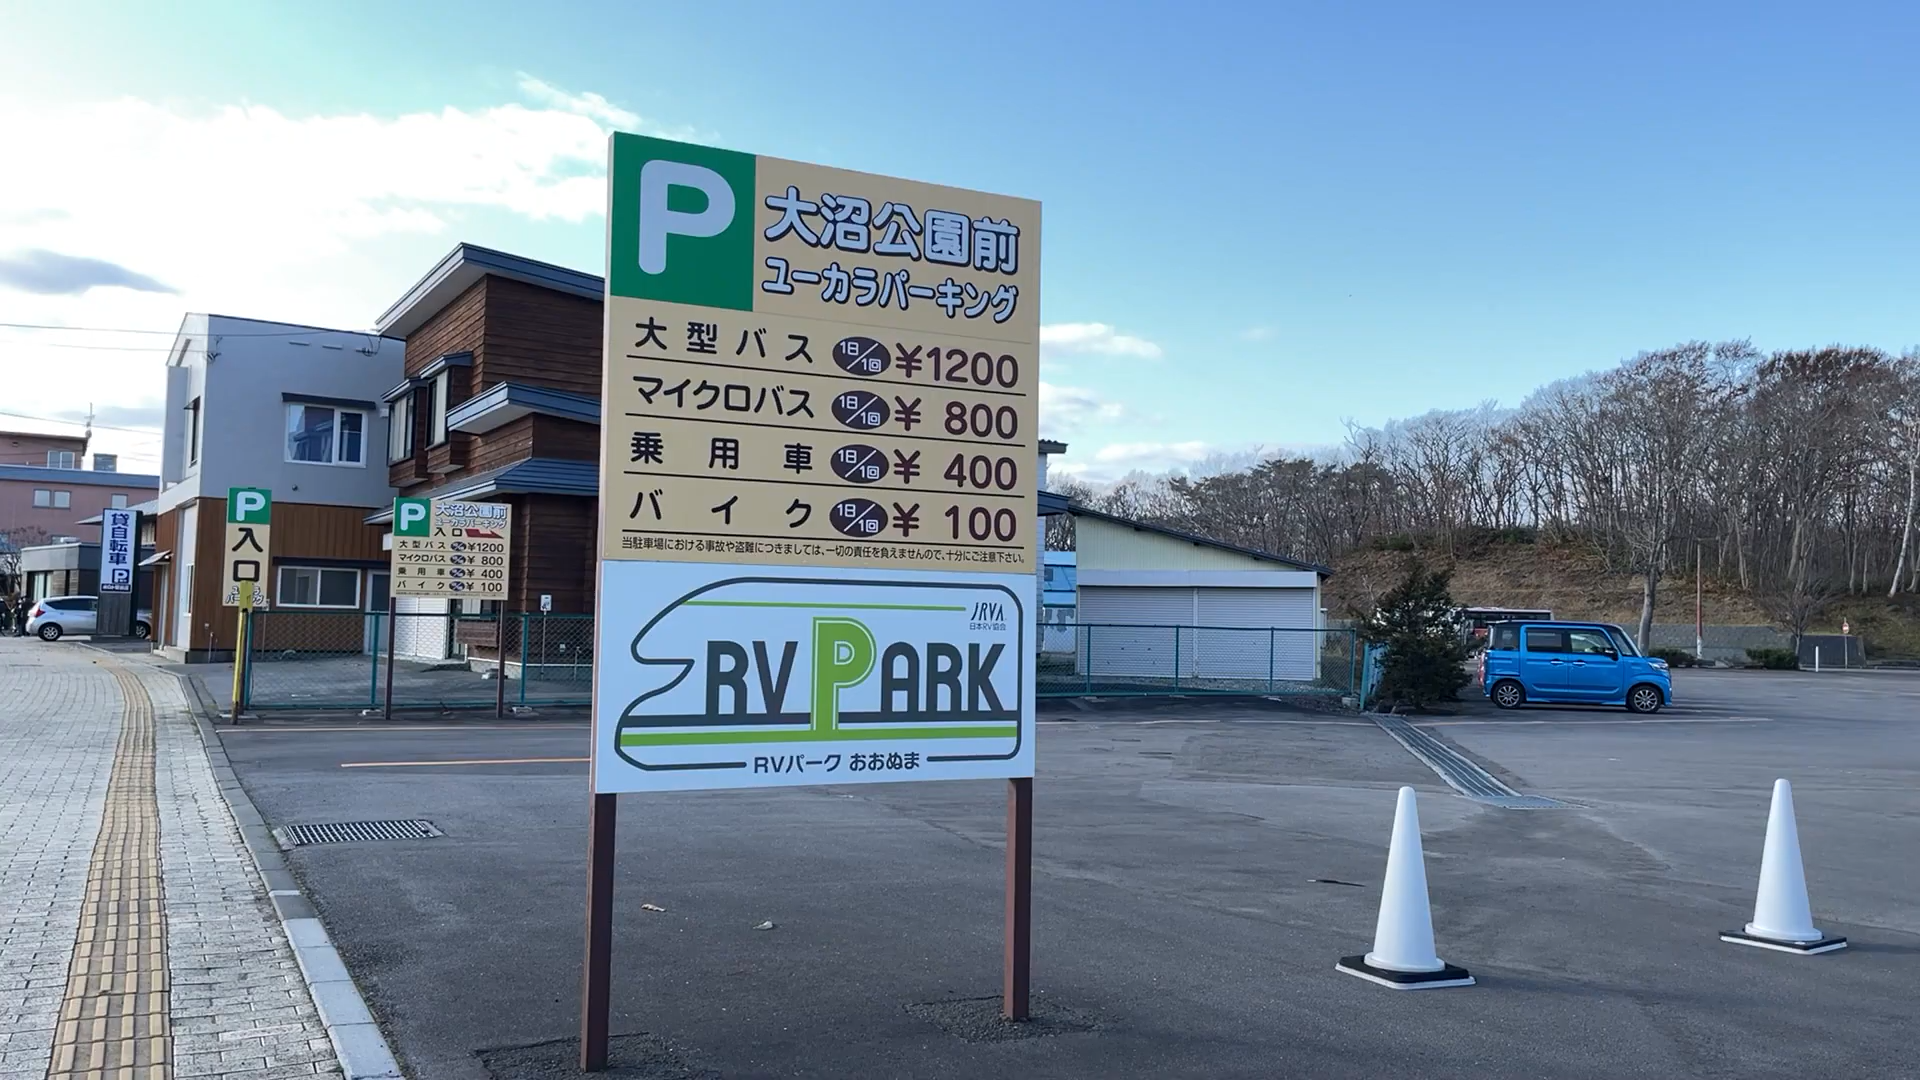 P
大沼公園前
ユーカラパーキング
大型バス 1日/1回 ¥1200
マイクロバス 1日/1回 ¥800
乗用車 1日/1回 ¥400
バイク 1日/1回 ¥100
当駐車場における事故や盗難につきましては、一切の責任を負えませんので、十分にご注意下さい。
JRVA
日本RV協会
RV PARK
RVパーク おおぬま
P
入口
P
大沼公園前
ユーカラパーキング
入口
大型バス ¥1200
マイクロバス ¥800
乗用車 ¥400
バイク ¥100
貸自転車
P